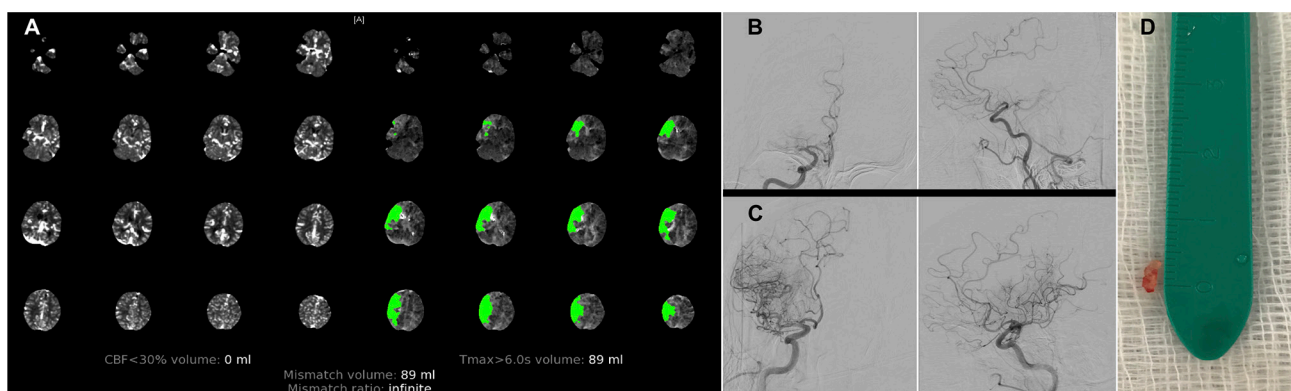 A
[A]
B
D
C
CBF<30% volume: 0 ml
Tmax>6.0s volume: 89 ml
Mismatch volume: 89 ml
Mismatch ratio: infinite